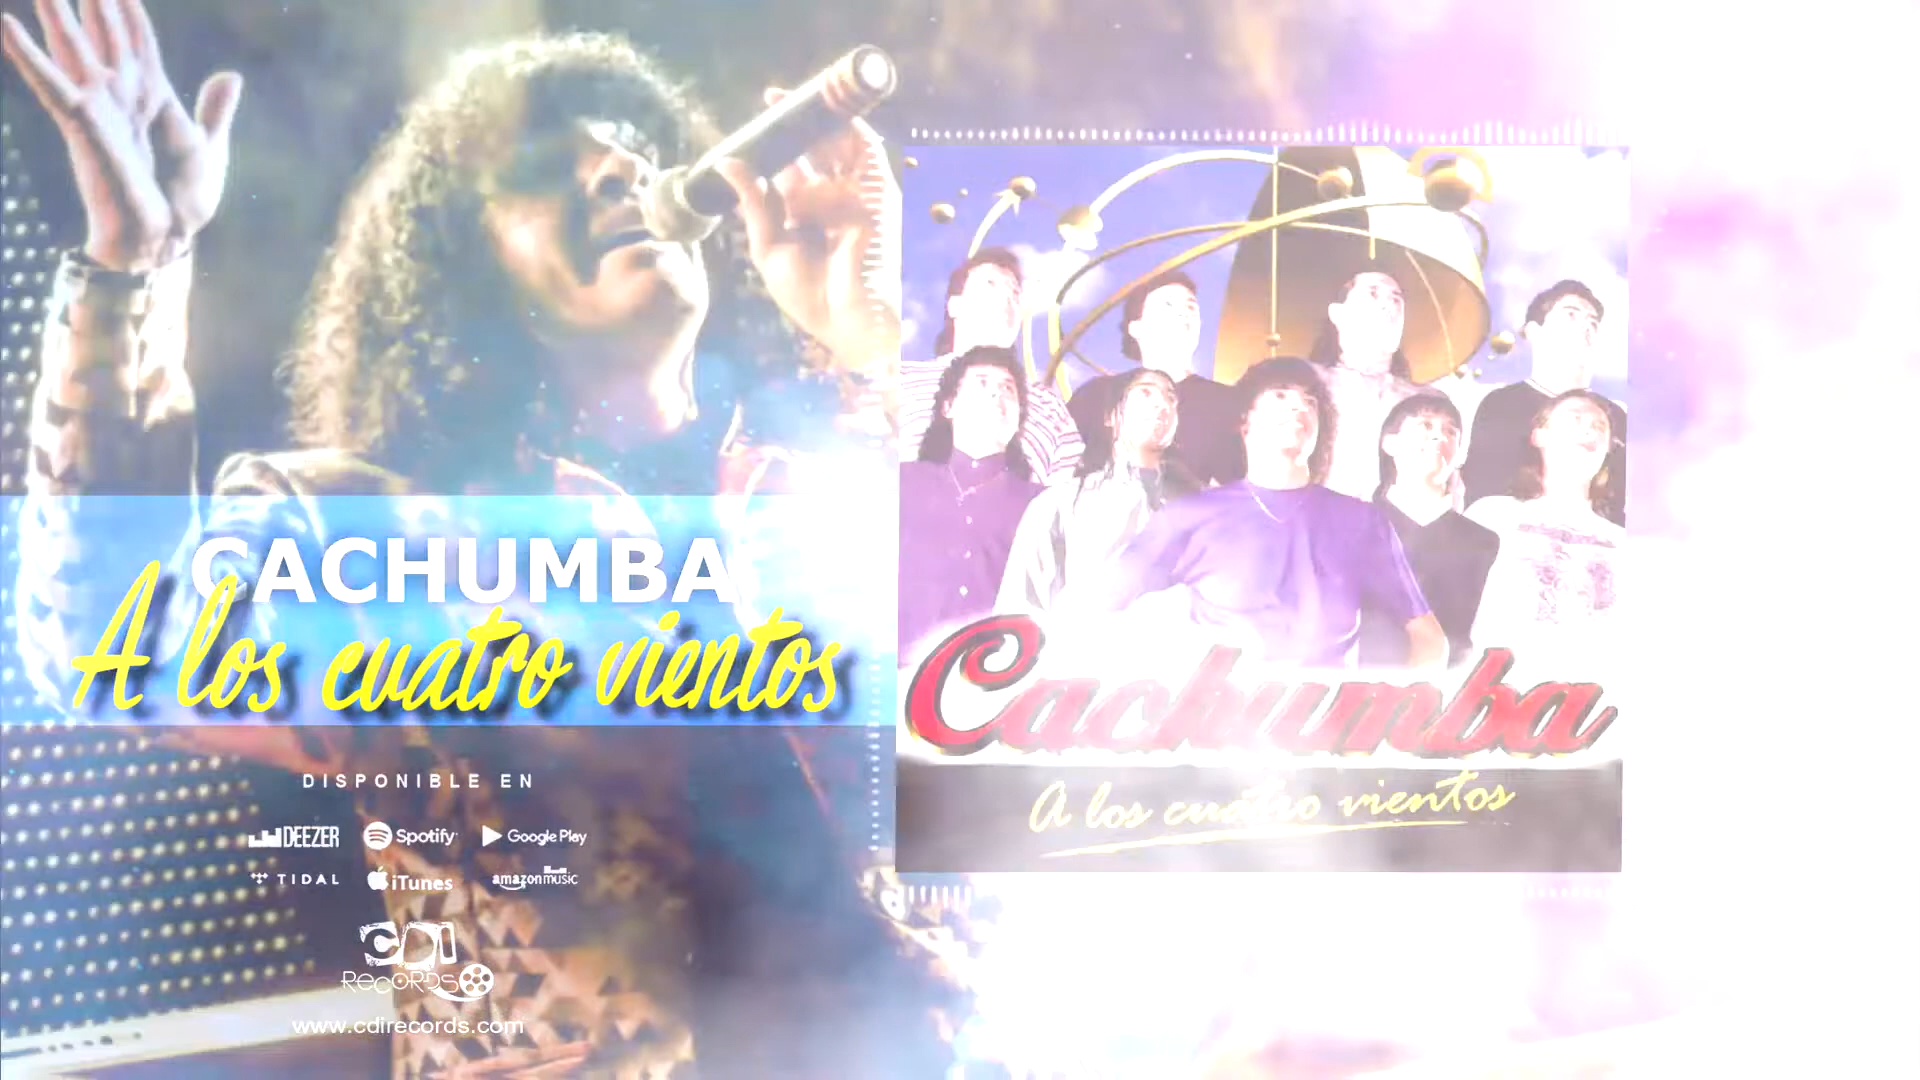 CACHUMBA
A los cuatro vientos
DISPONIBLE EN
DEEZER
Spotify
Google Play
TIDAL
iTunes
amazon music
CDI
RECORDS
www.cdirecords.com
Cachumba
A los cuatro vientos